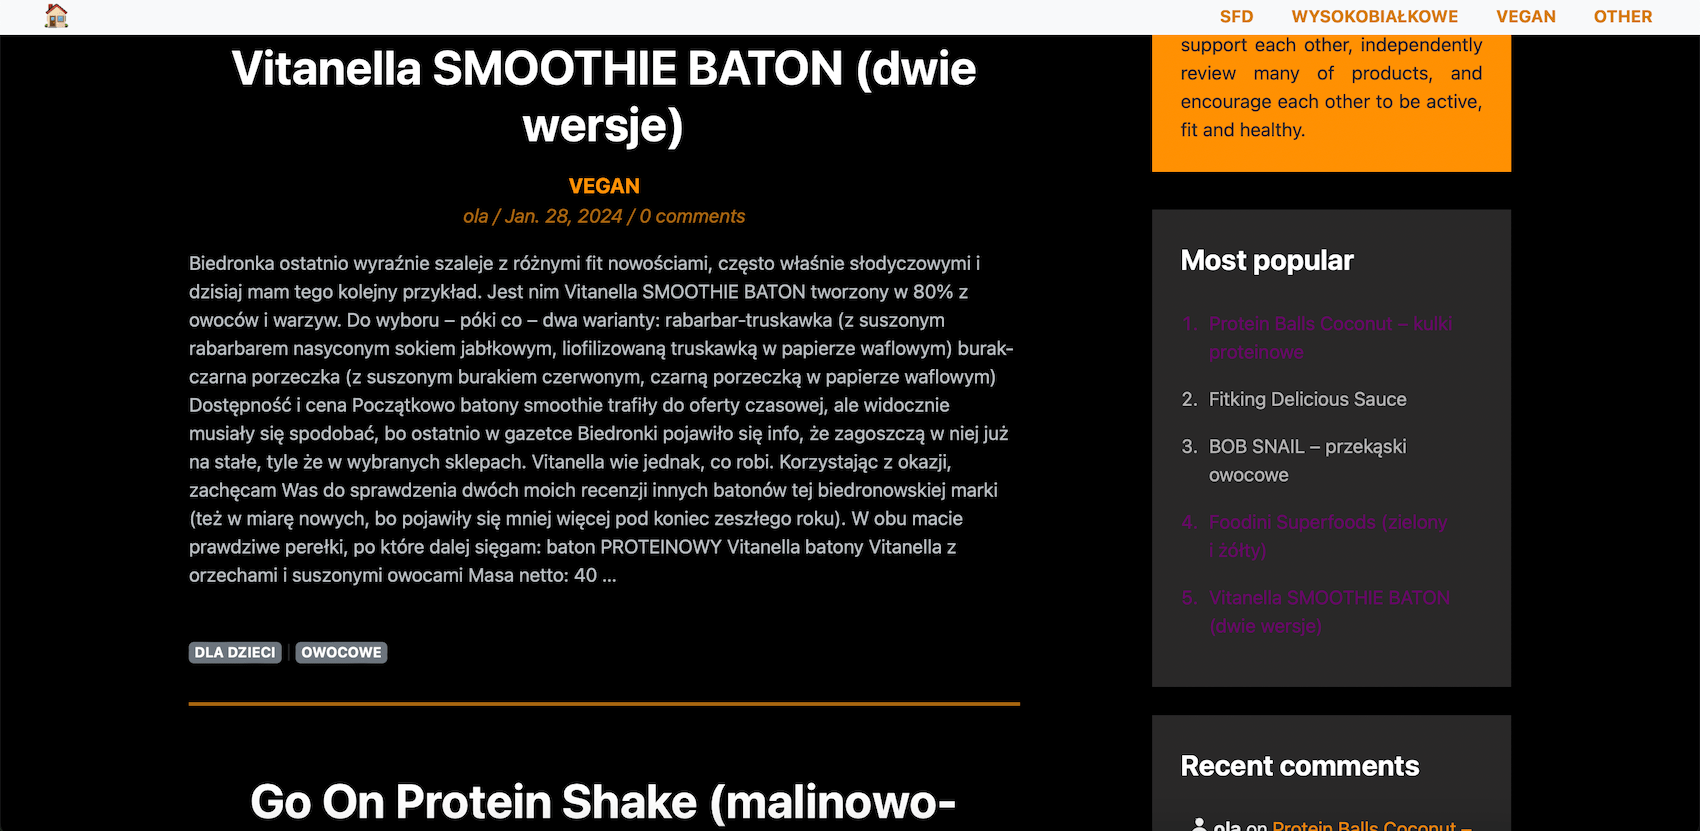 SFD WYSOKOBIAŁKOWE VEGAN OTHER
Vitanella SMOOTHIE BATON (dwie
wersje)
VEGAN
ola / Jan. 28, 2024 / 0 comments
Biedronka ostatnio wyraźnie szaleje z różnymi fit nowościami, często właśnie słodyczowymi i
dzisiaj mam tego kolejny przykład. Jest nim Vitanella SMOOTHIE BATON tworzony w 80% z
owoców i warzyw. Do wyboru – póki co – dwa warianty: rabarbar-truskawka (z suszonym
rabarbarem nasyconym sokiem jabłkowym, liofilizowaną truskawką w papierze waflowym) burak-
czarna porzeczka (z suszonym burakiem czerwonym, czarną porzeczką w papierze waflowym)
Dostępność i cena Początkowo batony smoothie trafiły do oferty czasowej, ale widocznie
musiały się spodobać, bo ostatnio w gazetce Biedronki pojawiło się info, że zagoszczą w niej już
na stałe, tyle że w wybranych sklepach. Vitanella wie jednak, co robi. Korzystając z okazji,
zachęcam Was do sprawdzenia dwóch moich recenzji innych batonów tej biedronowskiej marki
(też w miarę nowych, bo pojawiły się mniej więcej pod koniec zeszłego roku). W obu macie
prawdziwe perełki, po które dalej sięgam: baton PROTEINOWY Vitanella batony Vitanella z
orzechami i suszonymi owocami Masa netto: 40 ...
DLA DZIECI | OWOCOWE
Go On Protein Shake (malinowo-
support each other, independently
review many of products, and
encourage each other to be active,
fit and healthy.
Most popular
1. Protein Balls Coconut – kulki
proteinowe
2. Fitking Delicious Sauce
3. BOB SNAIL – przekąski
owocowe
4. Foodini Superfoods (zielony
i żółty)
5. Vitanella SMOOTHIE BATON
(dwie wersje)
Recent comments
ola on Protein Balls Coconut –